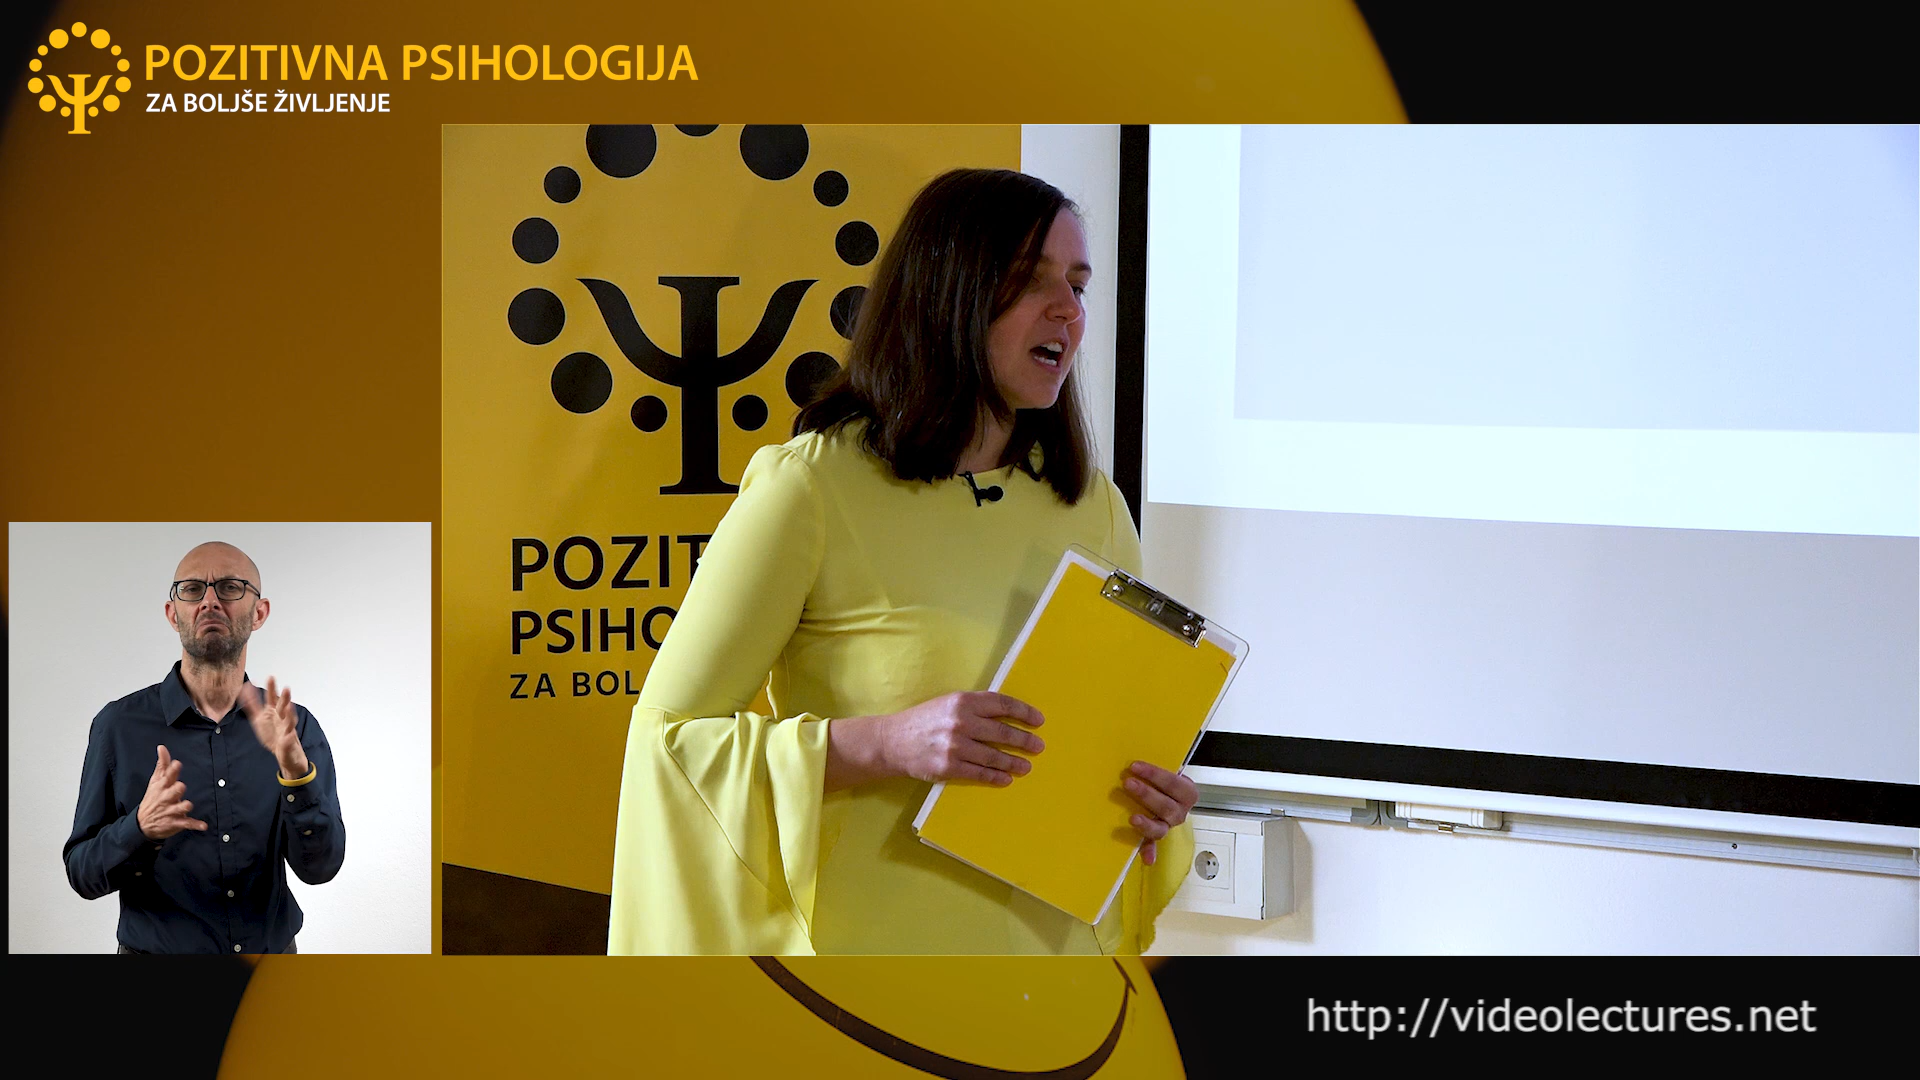 POZITIVNA PSIHOLOGIJA
ZA BOLJŠE ŽIVLJENJE
POZIT
PSIHO
ZA BOL
http://videolectures.net